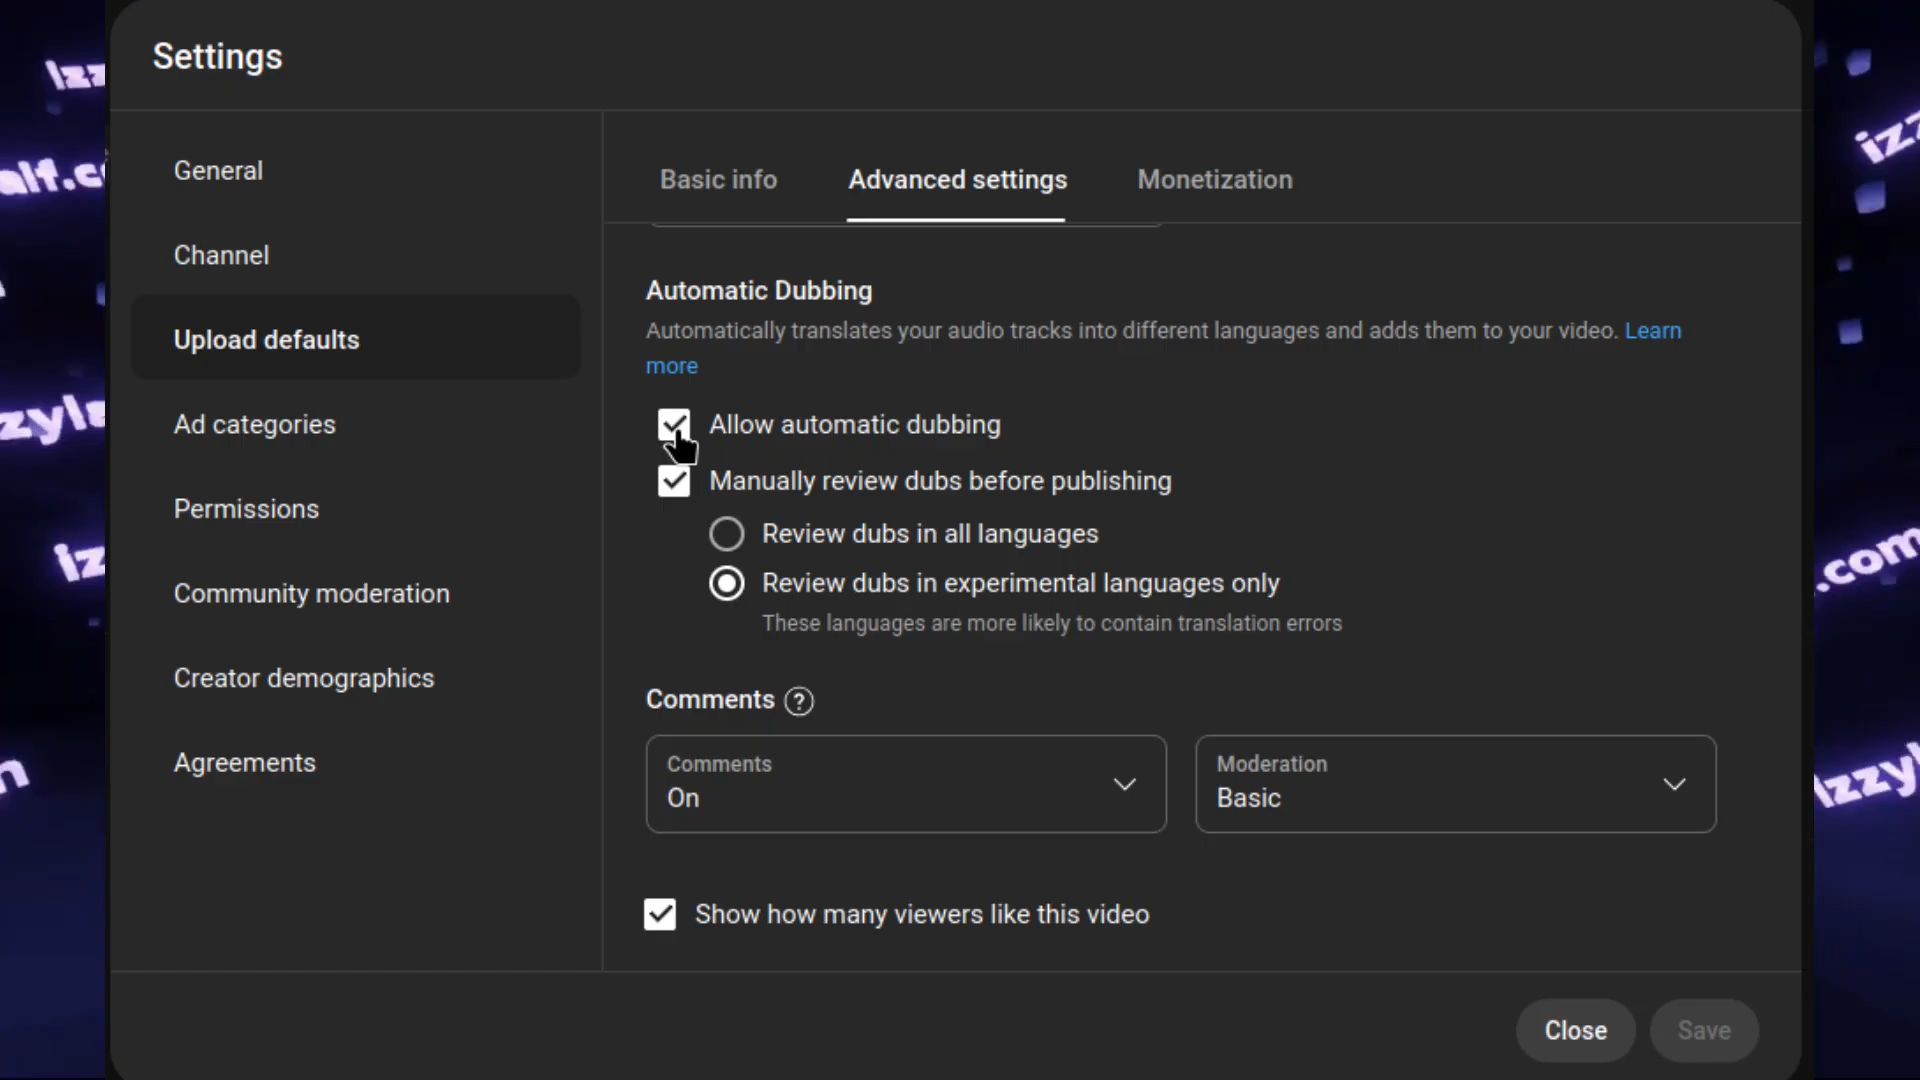 Settings
General
Channel
Upload defaults
Ad categories
Permissions
Community moderation
Creator demographics
Agreements
Basic info
Advanced settings
Monetization
Automatic Dubbing
Automatically translates your audio tracks into different languages and adds them to your video. Learn
more
Allow automatic dubbing
Manually review dubs before publishing
Review dubs in all languages
Review dubs in experimental languages only
These languages are more likely to contain translation errors
Comments ?
Comments
On
Moderation
Basic
Show how many viewers like this video
Close
Save